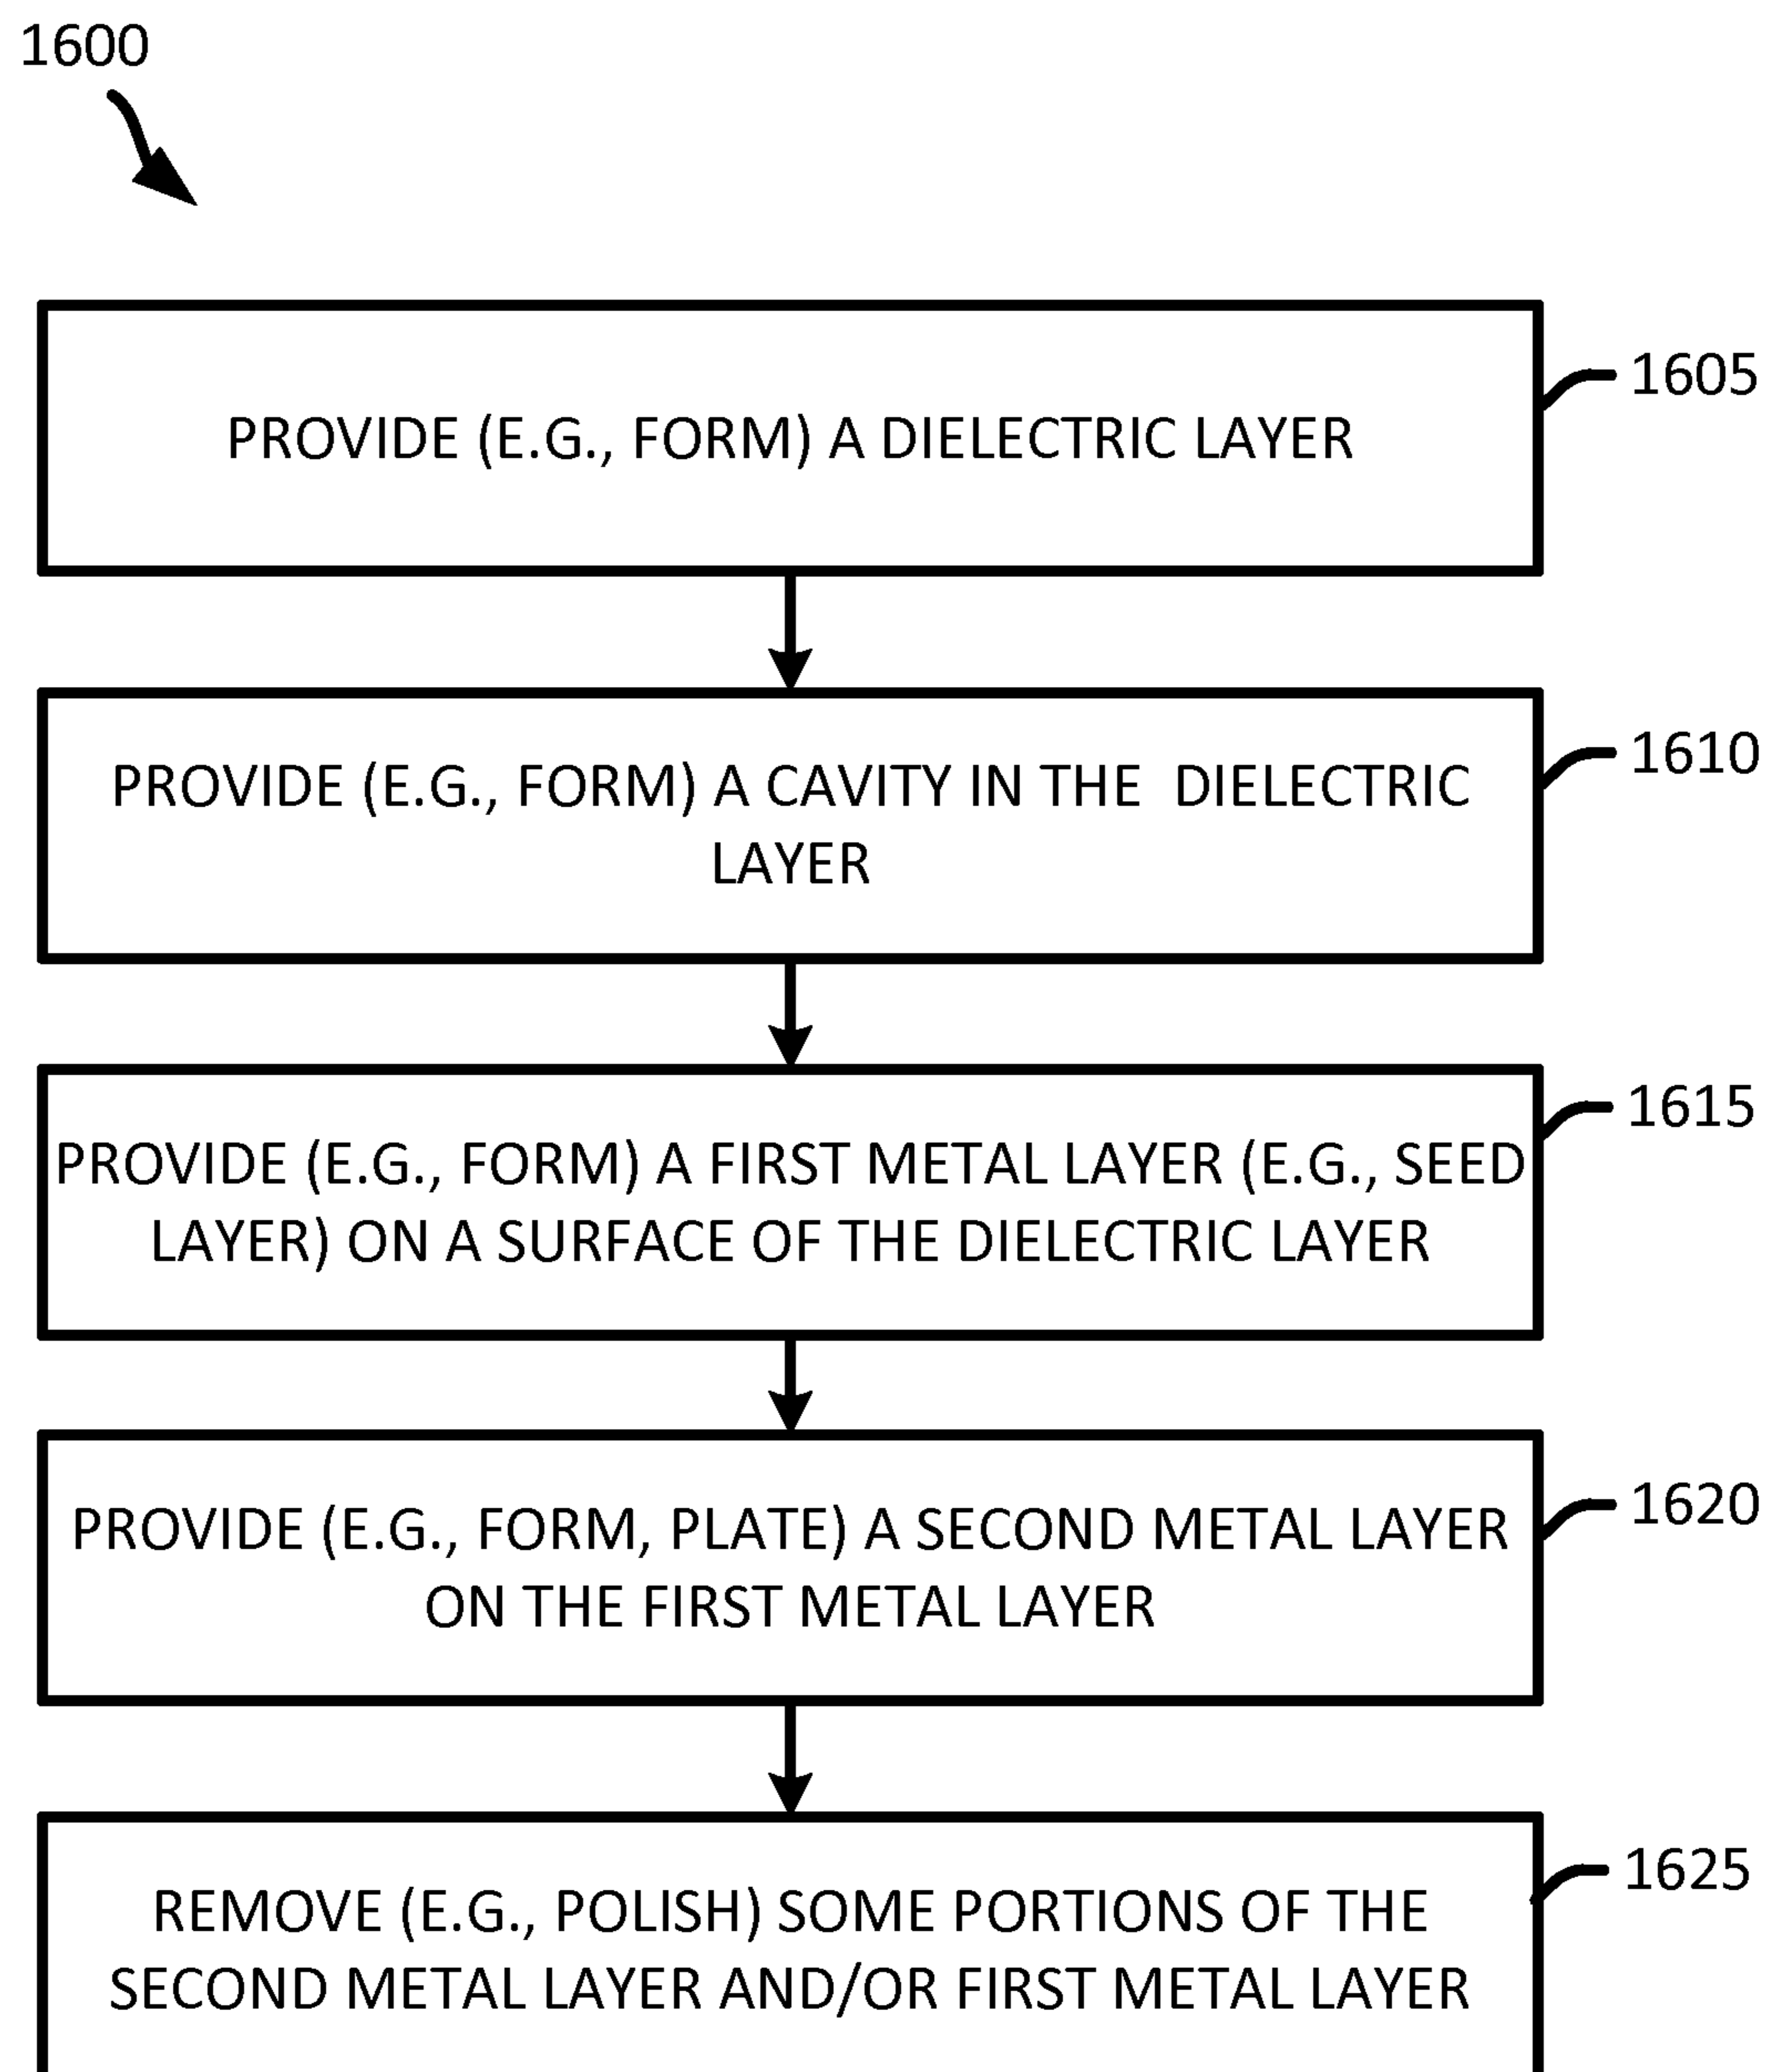 1600
PROVIDE (E.G., FORM) A DIELECTRIC LAYER
1605
PROVIDE (E.G., FORM) A CAVITY IN THE DIELECTRIC
LAYER
1610
PROVIDE (E.G., FORM) A FIRST METAL LAYER (E.G., SEED
LAYER) ON A SURFACE OF THE DIELECTRIC LAYER
1615
PROVIDE (E.G., FORM, PLATE) A SECOND METAL LAYER
ON THE FIRST METAL LAYER
1620
REMOVE (E.G., POLISH) SOME PORTIONS OF THE
SECOND METAL LAYER AND/OR FIRST METAL LAYER
1625